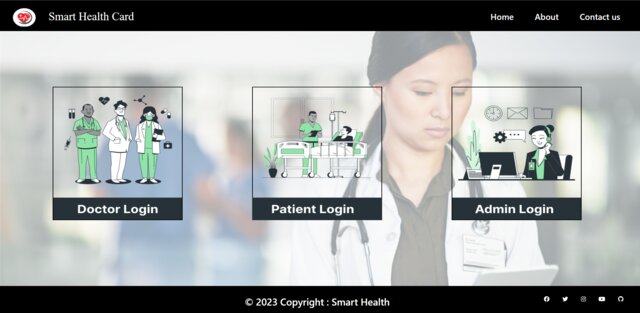 Smart Health Card
Home About Contact us
Doctor Login
Patient Login
Admin Login
© 2023 Copyright : Smart Health